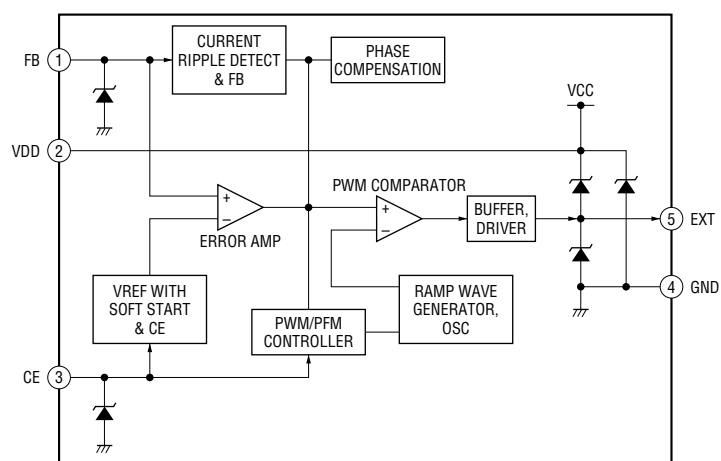 FB 1
CURRENT
RIPPLE DETECT
& FB
PHASE
COMPENSATION
VCC
VDD 2
PWM COMPARATOR
+
–
ERROR AMP
+
–
BUFFER,
DRIVER
5 EXT
4 GND
VREF WITH
SOFT START
& CE
PWM/PFM
CONTROLLER
RAMP WAVE
GENERATOR,
OSC
CE 3